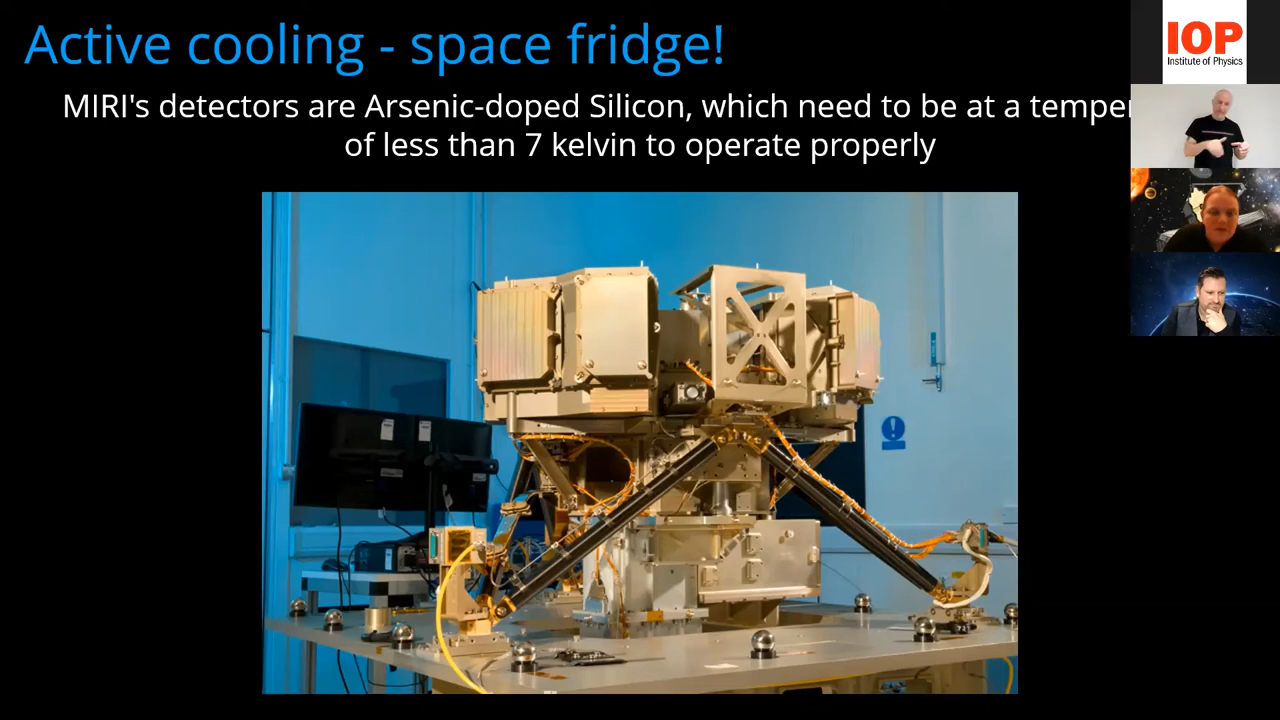 Active cooling - space fridge!
MIRI's detectors are Arsenic-doped Silicon, which need to be at a temper
of less than 7 kelvin to operate properly
IOP
Institute of Physics